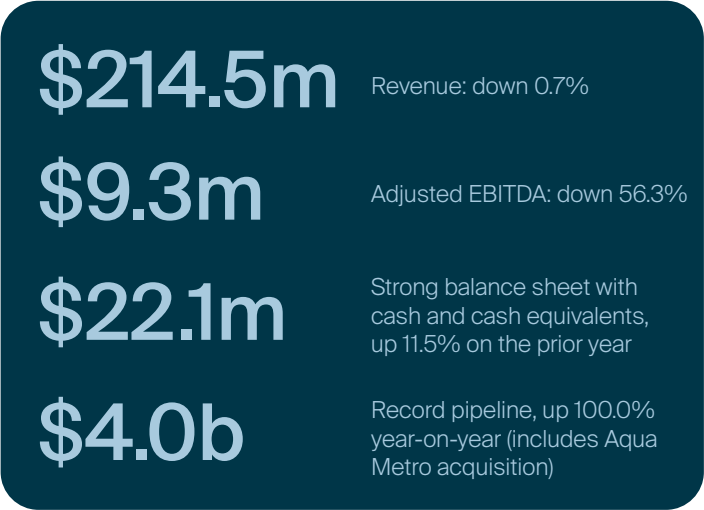 $214.5m
Revenue: down 0.7%
$9.3m
Adjusted EBITDA: down 56.3%
$22.1m
Strong balance sheet with
cash and cash equivalents,
up 11.5% on the prior year
$4.0b
Record pipeline, up 100.0%
year-on-year (includes Aqua
Metro acquisition)